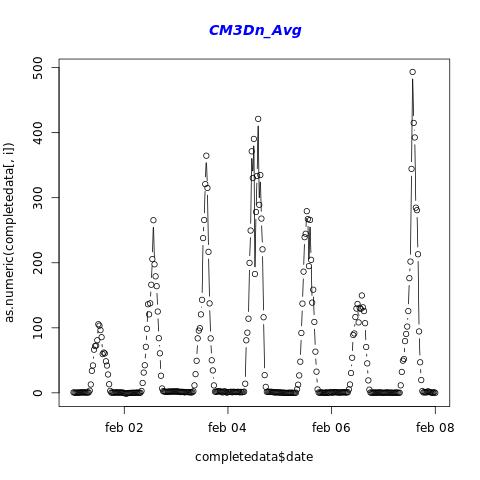 CM3Dn_Avg
as.numeric(completedata[, i])
500
400
300
200
100
0
feb 02 feb 04 feb 06 feb 08
completedata$date